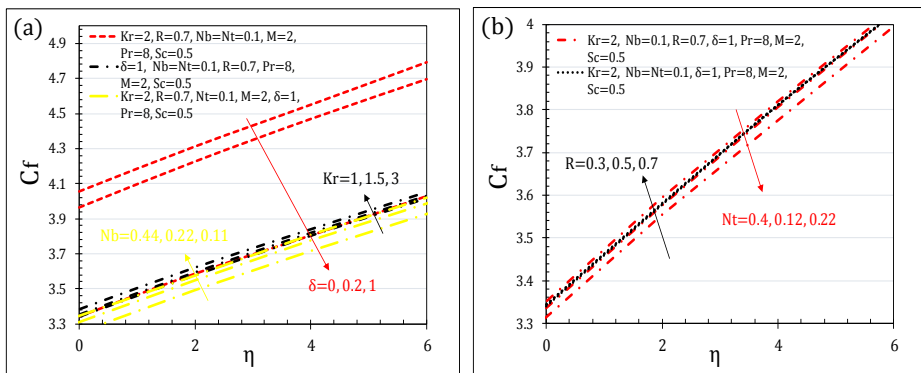 (a)
Kr=2, R=0.7, Nb=Nt=0.1, M=2,
Pr=8, Sc=0.5
δ=1, Nb=Nt=0.1, R=0.7, Pr=8,
M=2, Sc=0.5
Kr=2, R=0.7, Nt=0.1, M=2, δ=1,
Pr=8, Sc=0.5
4.9
4.7
4.5
4.3
4.1
3.9
3.7
3.5
3.3
Cf
Kr=1, 1.5, 3
Nb=0.44, 0.22, 0.11
δ=0, 0.2, 1
0
2
4
6
η
(b)
Kr=2, Nb=0.1, R=0.7, δ=1, Pr=8, M=2,
Sc=0.5
Kr=2, Nb=Nt=0.1, δ=1, Pr=8, M=2,
Sc=0.5
4
3.9
3.8
3.7
3.6
3.5
3.4
3.3
Cf
R=0.3, 0.5, 0.7
Nt=0.4, 0.12, 0.22
0
2
4
6
η